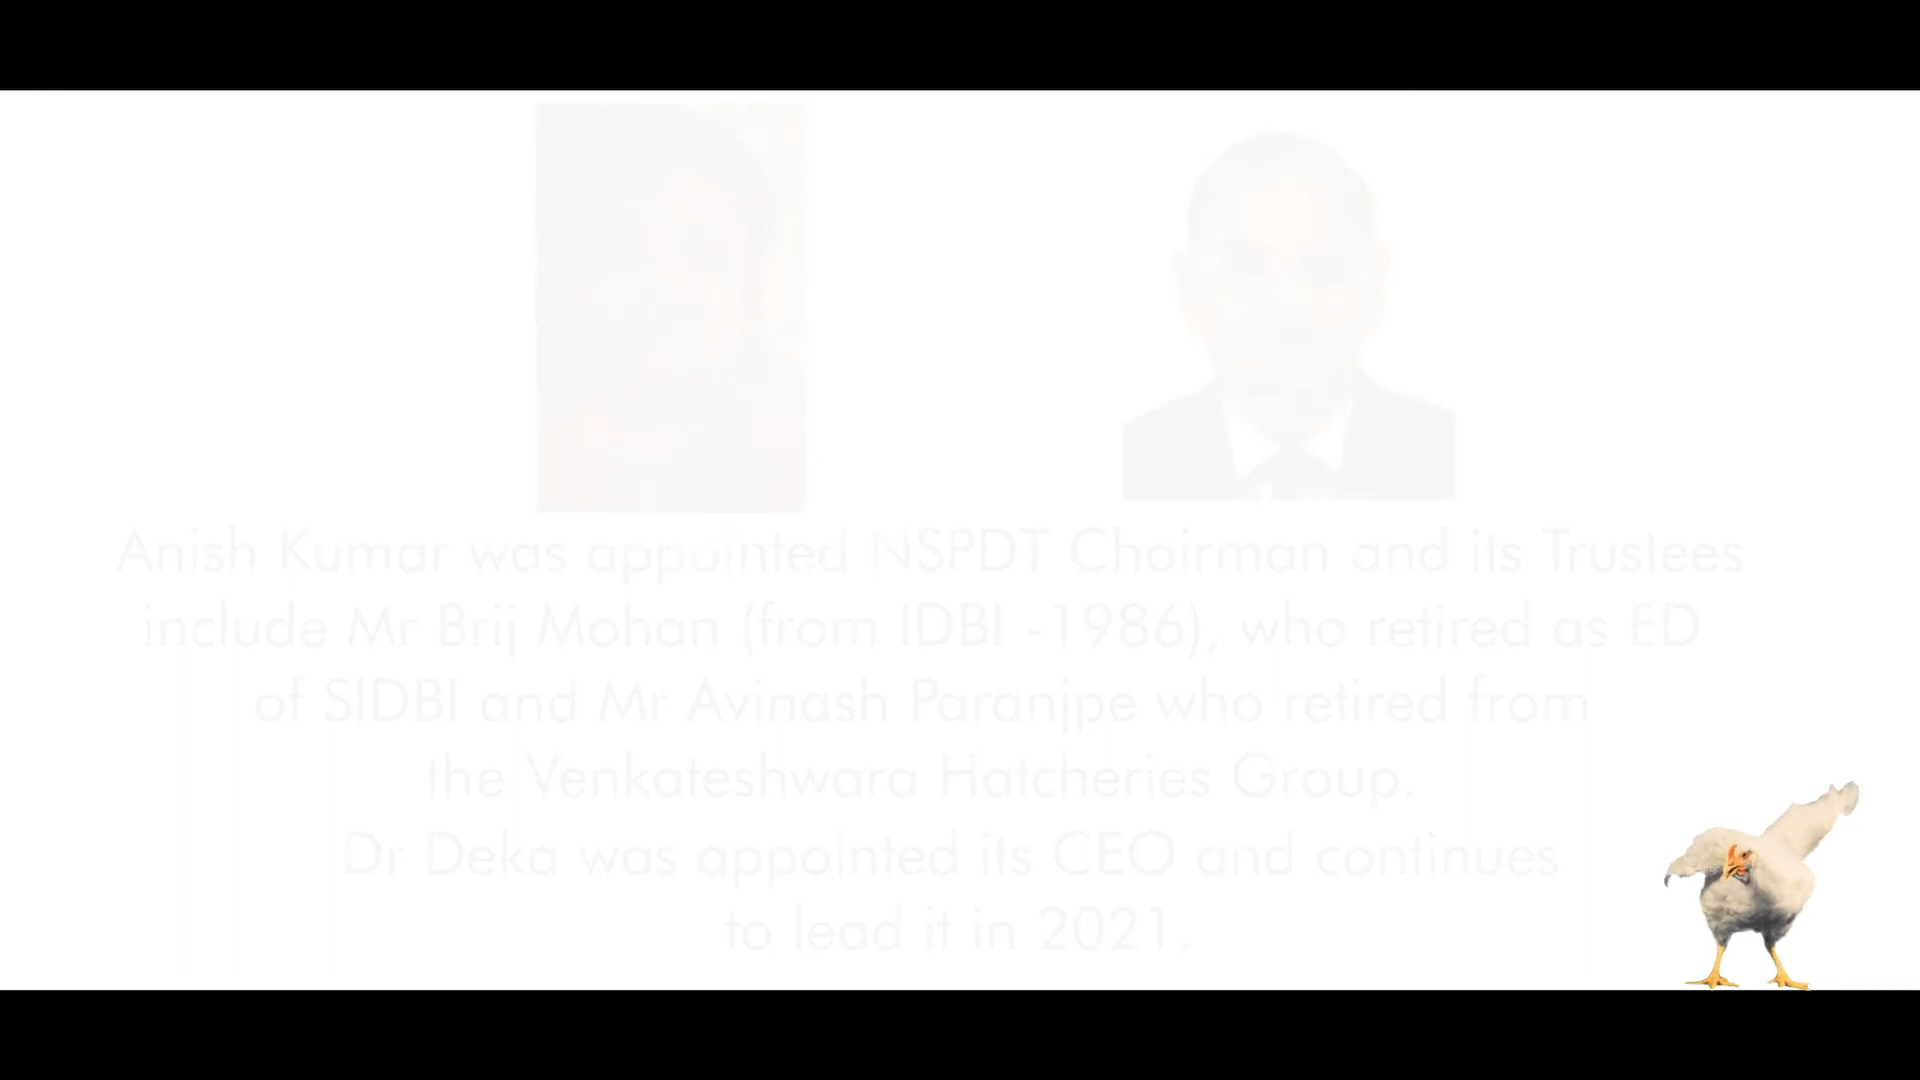 Anish Kumar was appointed NSPDT Chairman and its Trustees
include Mr Brij Mohan (from IDBI -1986), who retired as ED
of SIDBI and Mr Avinash Paranjpe who retired from
the Venkateshwara Hatcheries Group.
Dr Deka was appointed its CEO and continues
to lead it in 2021.